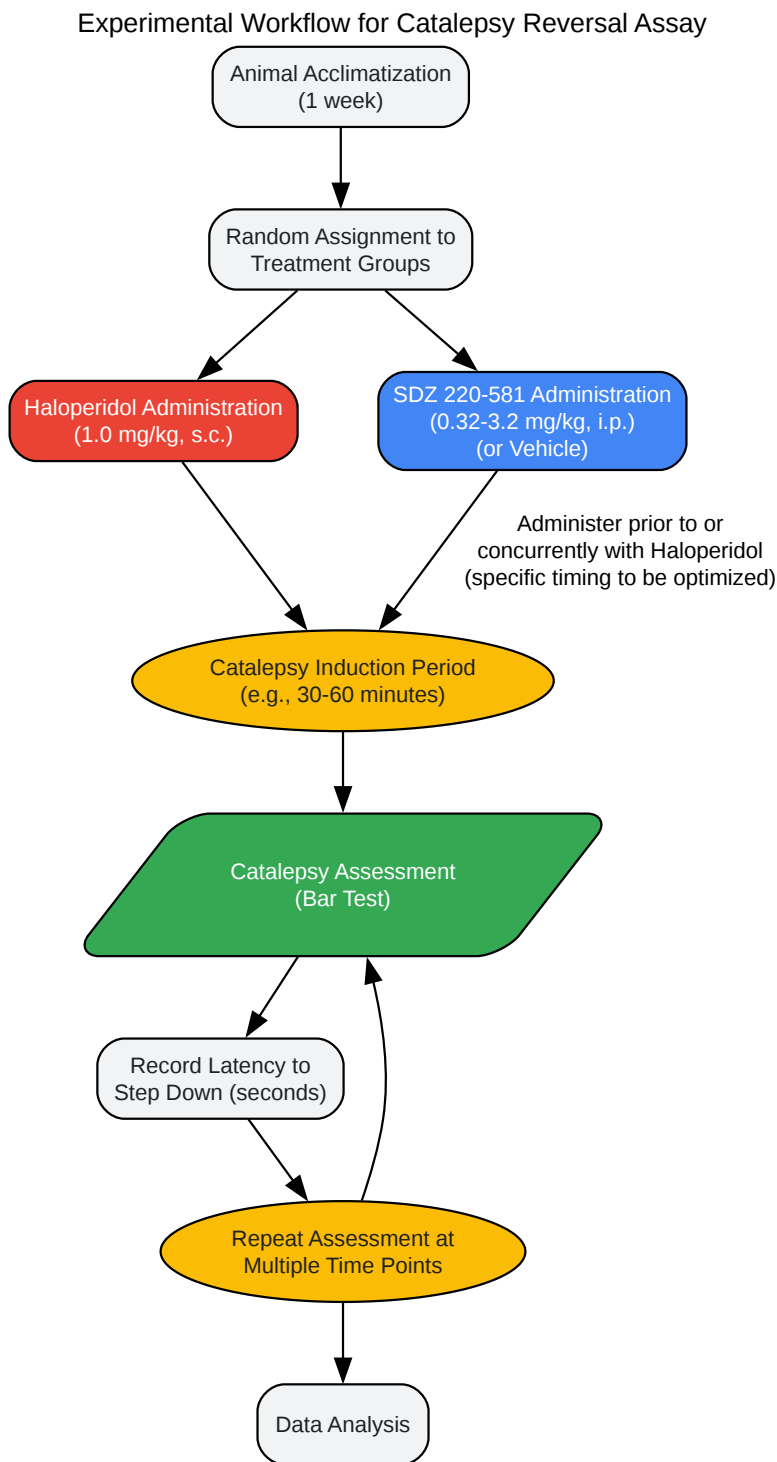 Experimental Workflow for Catalepsy Reversal Assay
Animal Acclimatization
(1 week)
Random Assignment to
Treatment Groups
Haloperidol Administration
(1.0 mg/kg, s.c.)
SDZ 220-581 Administration
(0.32-3.2 mg/kg, i.p.)
(or Vehicle)
Administer prior to or
concurrently with Haloperidol
(specific timing to be optimized)
Catalepsy Induction Period
(e.g., 30-60 minutes)
Catalepsy Assessment
(Bar Test)
Record Latency to
Step Down (seconds)
Repeat Assessment at
Multiple Time Points
Data Analysis